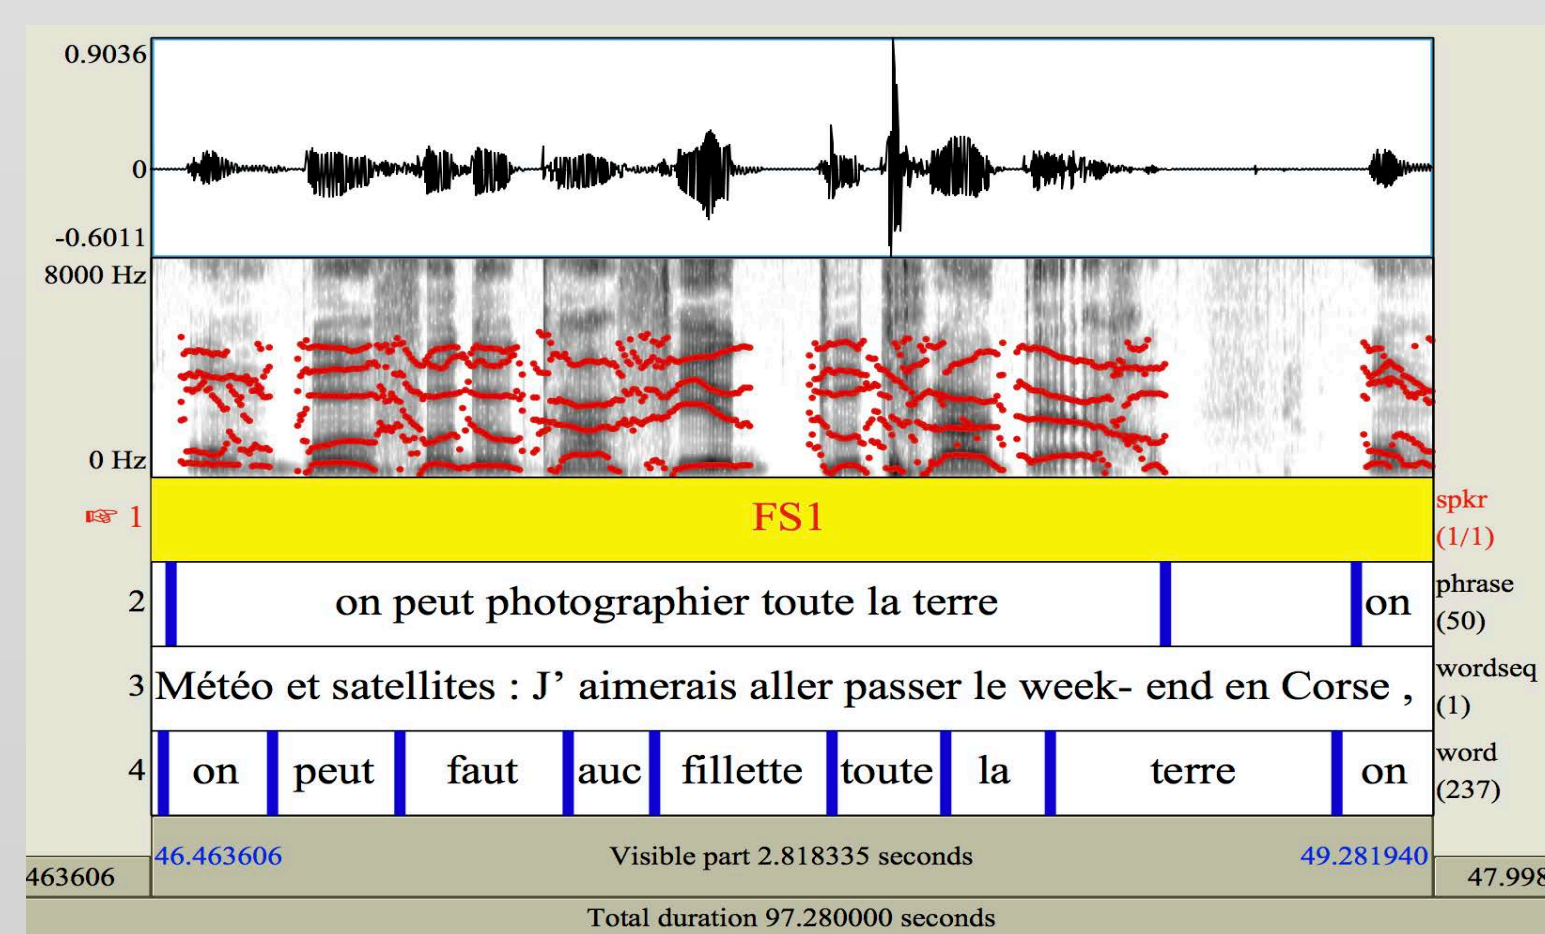 0.9036
0
-0.6011
8000 Hz
0 Hz
☞ 1 FS1 spkr (1/1)
2 on peut photographier toute la terre on phrase (50)
3 Météo et satellites : J’ aimerais aller passer le week- end en Corse , wordseq (1)
4 on peut faut auc fillette toute la terre on word (237)
46.463606 Visible part 2.818335 seconds 49.281940
463606 47.998
Total duration 97.280000 seconds